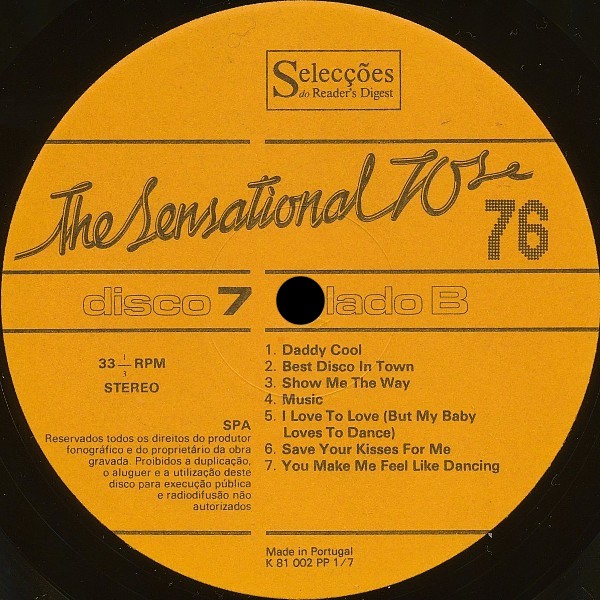 Selecções
do Reader's Digest
The Sensational 70s
76
disco 7 lado B
33 1/3 RPM
STEREO
1. Daddy Cool
2. Best Disco In Town
3. Show Me The Way
4. Music
5. I Love To Love (But My Baby
Loves To Dance)
6. Save Your Kisses For Me
7. You Make Me Feel Like Dancing
SPA
Reservados todos os direitos do produtor
fonográfico e do proprietário da obra
gravada. Proibidos a duplicação,
o aluguer e a utilização deste
disco para execução pública
e radiodifusão não
autorizados
Made in Portugal
K 81 002 PP 1/7